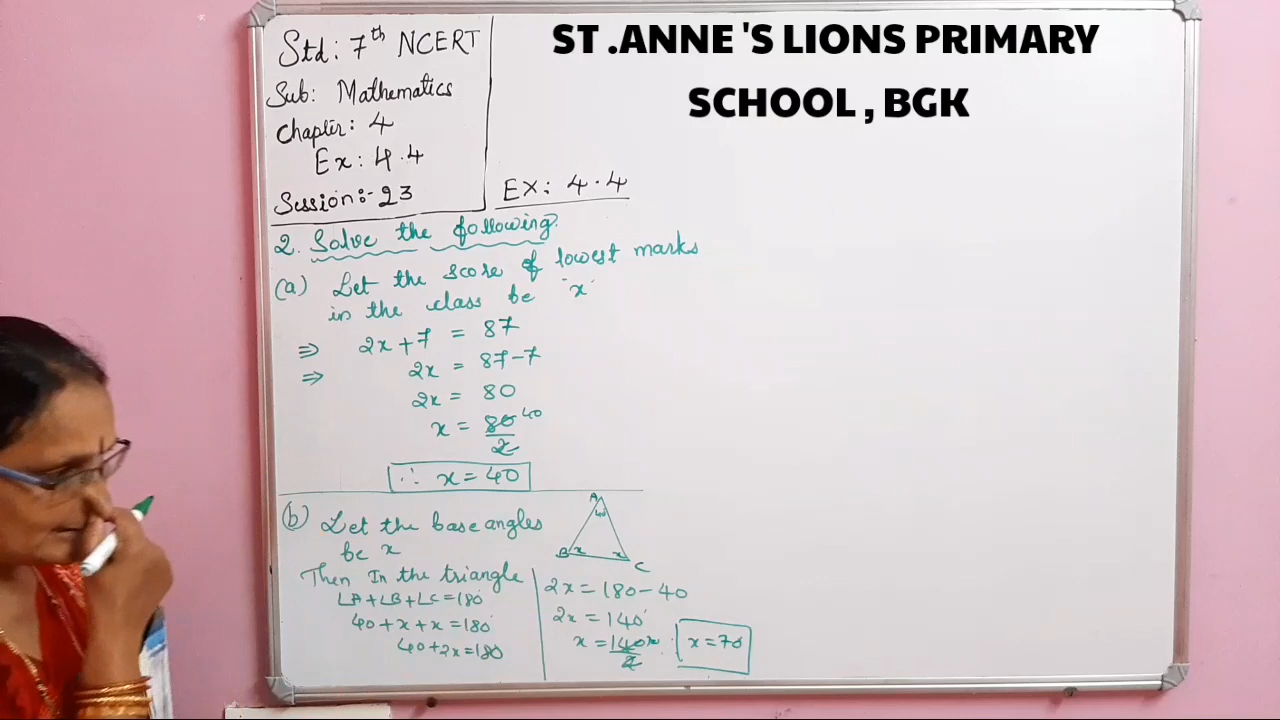 Std: 7th NCERT
Sub: Mathematics
Chapter: 4
Ex: 4.4
Session:- 23
ST .ANNE 'S LIONS PRIMARY
SCHOOL , BGK
EX: 4.4
2. Solve the following.
(a) Let the score of lowest marks
in the class be "x"
⇒ 2x + 7 = 87
⇒ 2x = 87-7
2x = 80
x = 80/2 40
∴ x = 40
(b) Let the base angles
be x
Then In the triangle
∠A+∠B+∠C=180°
40+x+x=180°
40+2x=180
A
40°
B x x C
2x = 180-40
2x = 140°
x = 140/2
∴ x=70°